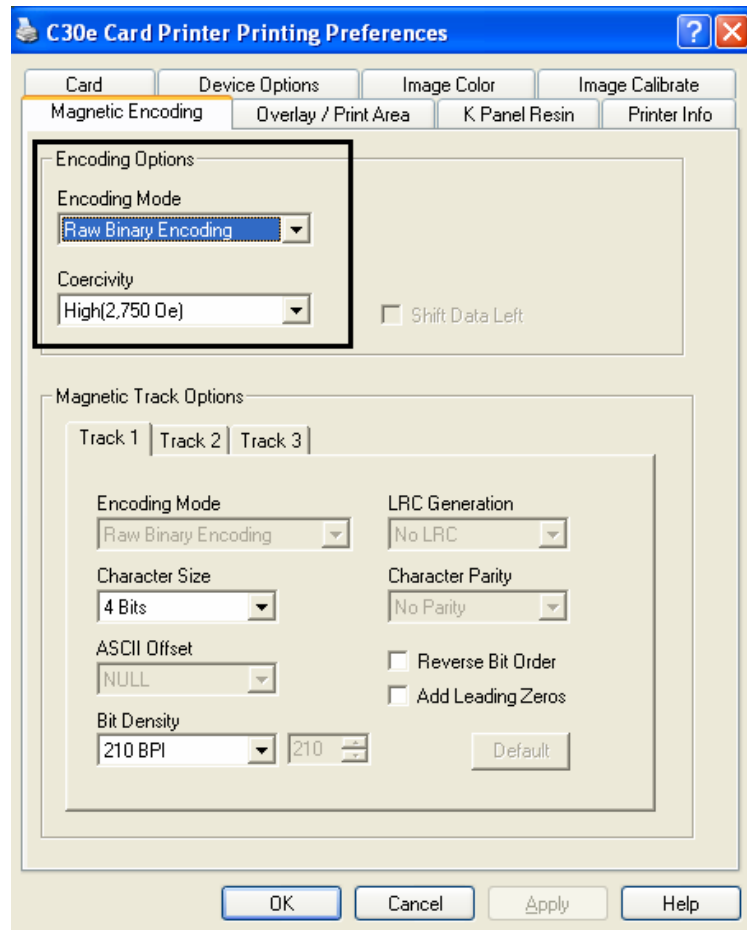 C30e Card Printer Printing Preferences
Card Device Options Image Color Image Calibrate
Magnetic Encoding Overlay / Print Area K Panel Resin Printer Info
Encoding Options
Encoding Mode
Raw Binary Encoding
Coercivity
High(2,750 Oe)
Shift Data Left
Magnetic Track Options
Track 1 Track 2 Track 3
Encoding Mode LRC Generation
Raw Binary Encoding No LRC
Character Size Character Parity
4 Bits No Parity
ASCII Offset
Reverse Bit Order
NULL
Add Leading Zeros
Bit Density
210 BPI 210 Default
OK Cancel Apply Help